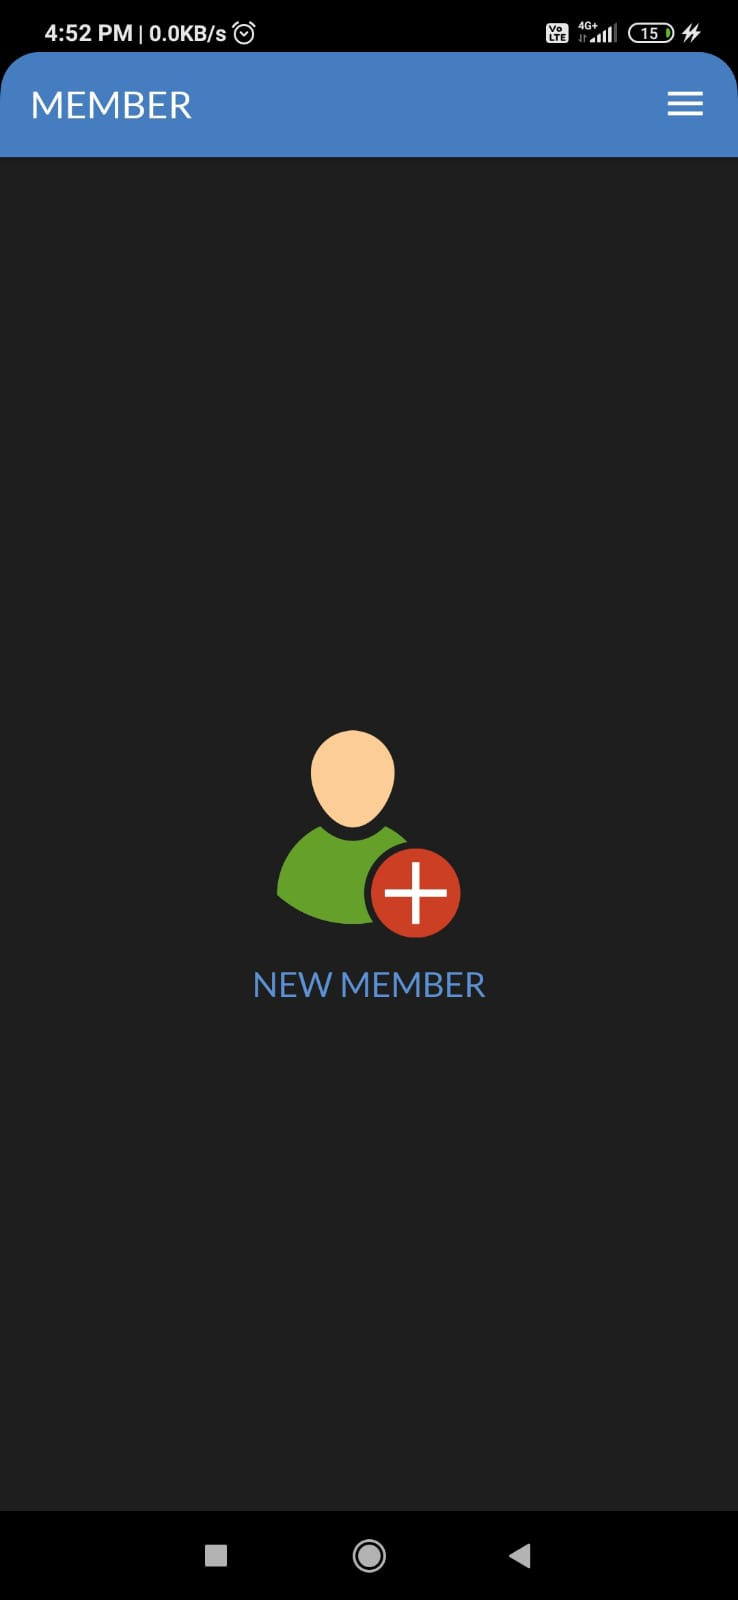 4:52 PM | 0.0KB/s
Vo LTE 4G+ 15
MEMBER
NEW MEMBER